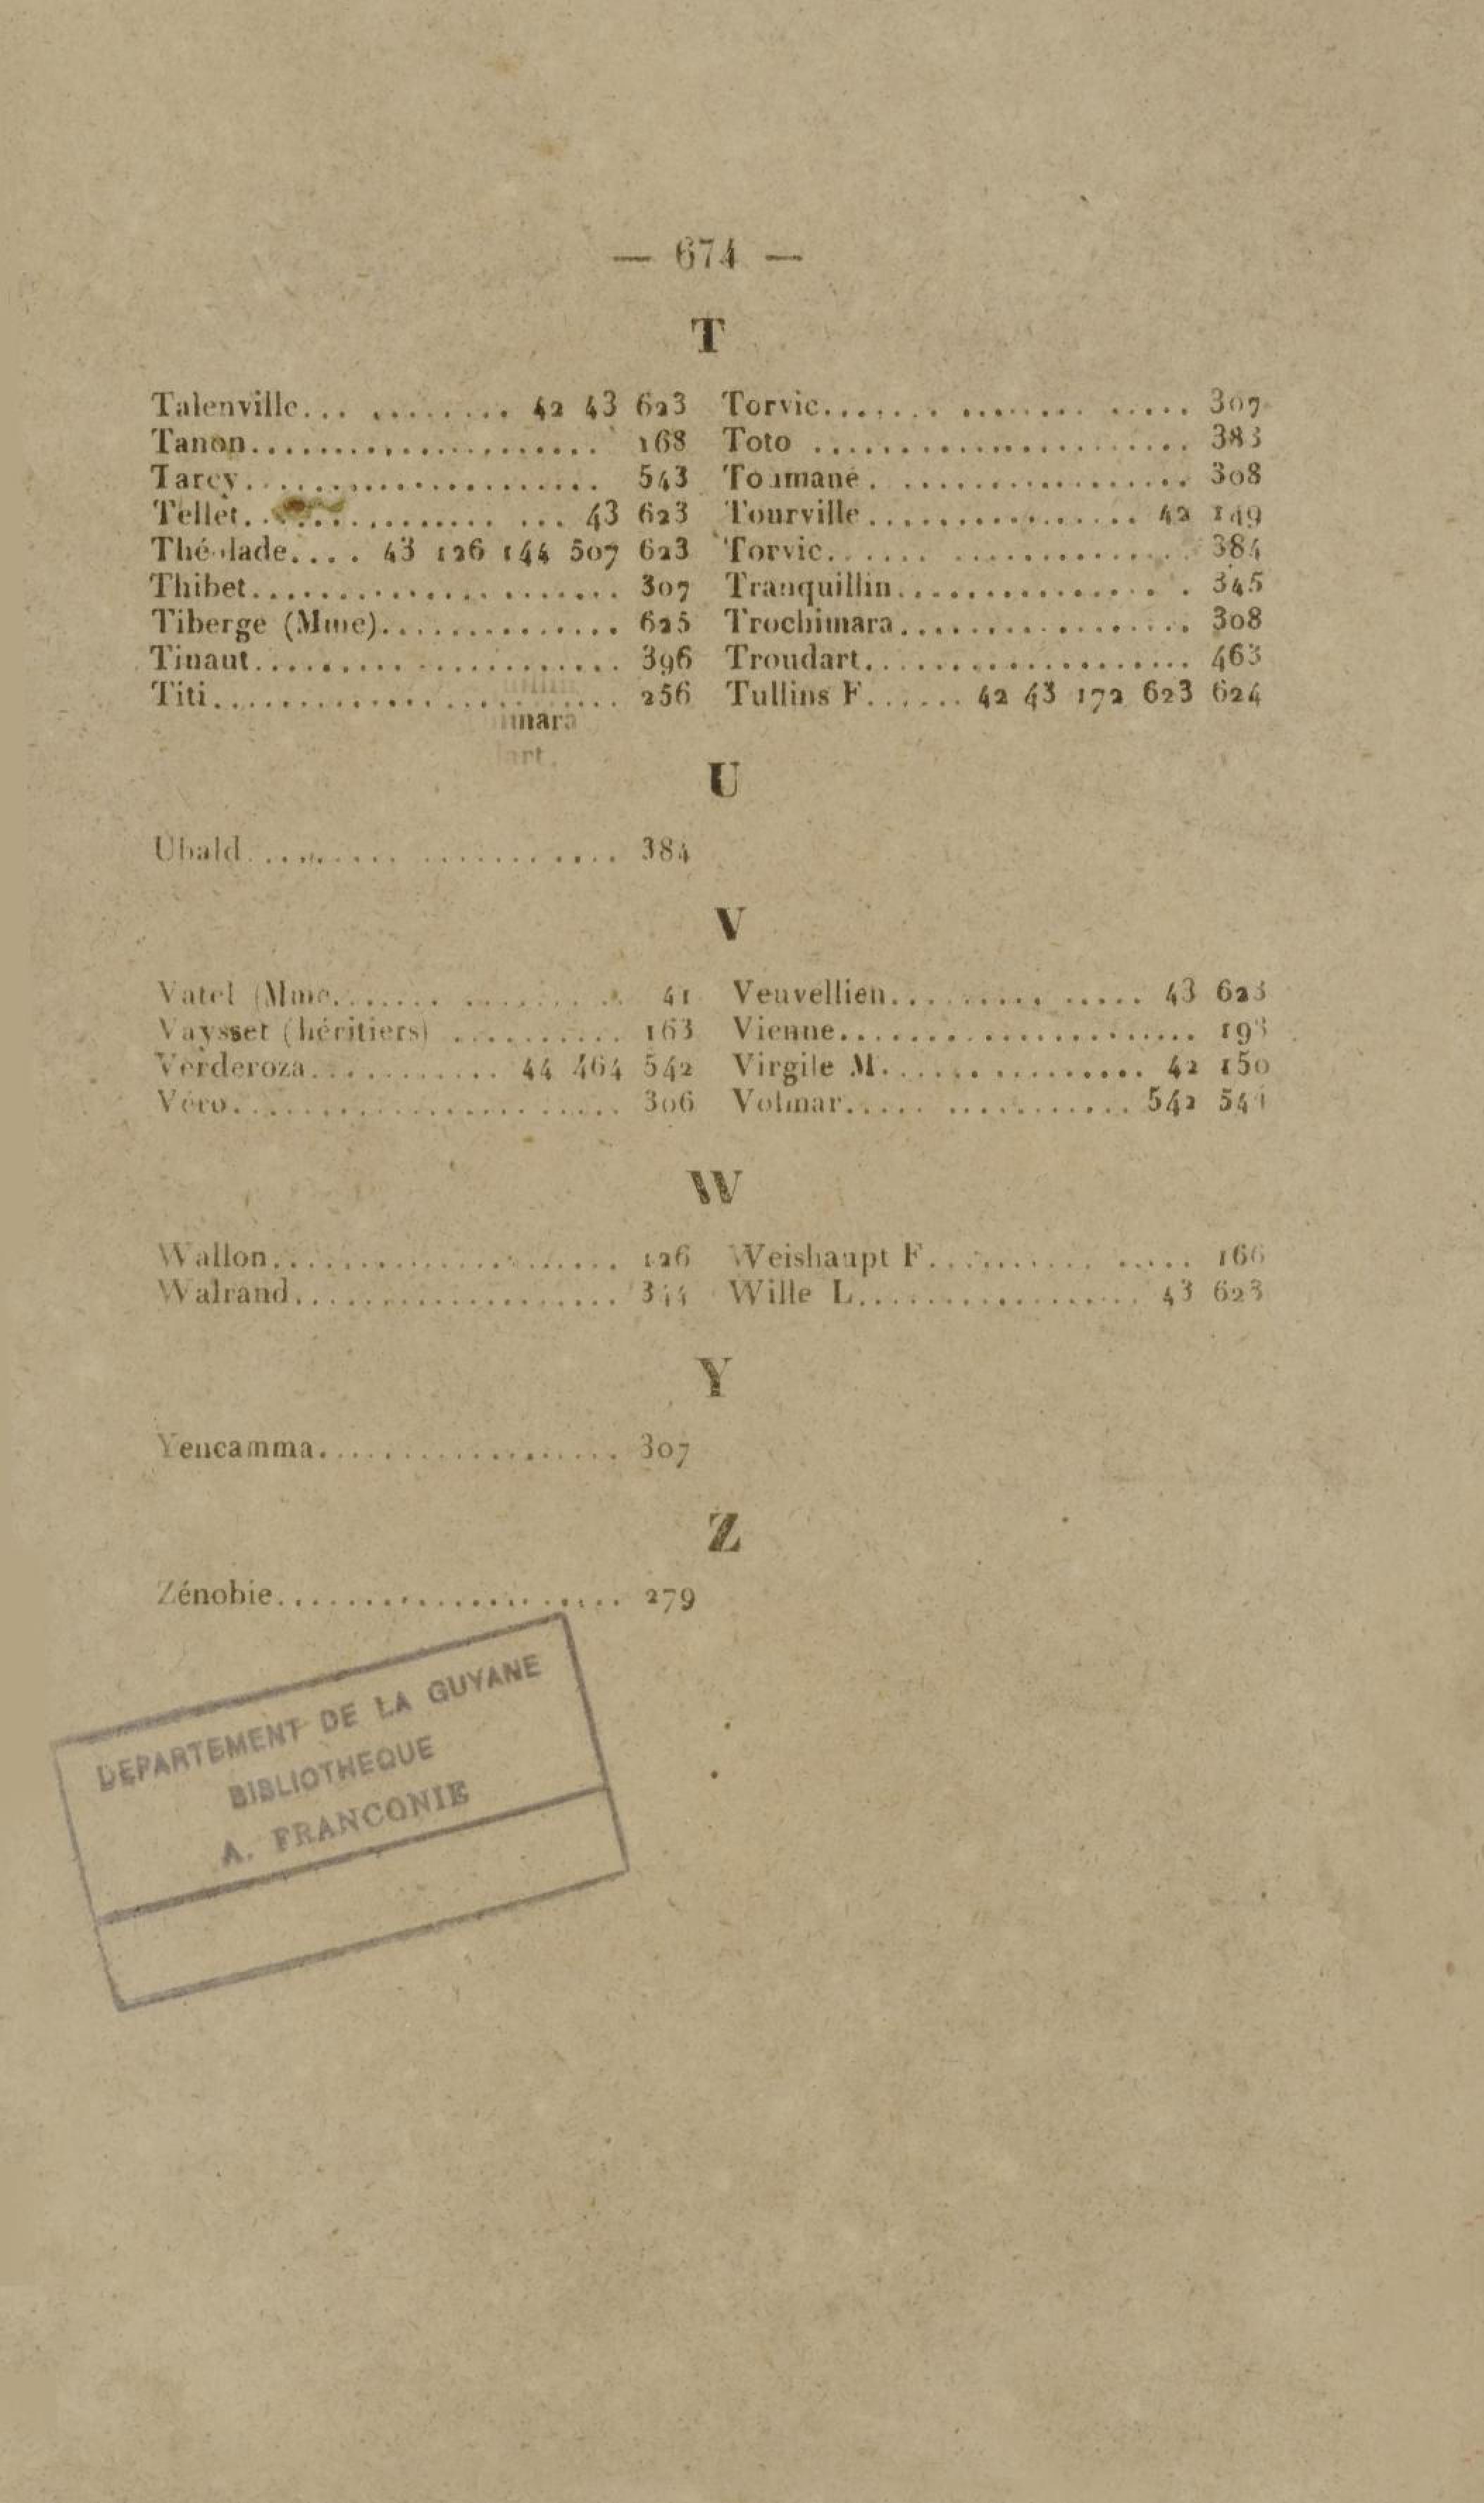 — 674 —
T
Talenville... ......... 42 43 623
Tanon..................... 168
Tarcy..................... 543
Tellet................ ... 43 623
Théolade.... 43 126 144 507 623
Thibet...................... 307
Tiberge (Mme).............. 625
Tinaut...................... 396
Titi........................ 256
mara
art.
Torvic....... ........ ..... 307
Toto ....................... 383
Toumané. ................. 308
Tourville................. 42 149
Torvic...... ............... 384
Tranquillin............... . 345
Trochimara................. 308
Troudart.................... 463
Tullins F...... 42 43 172 623 624
U
Ubald......... ............ 384
V
Vatel (Mme....... .......... 41
Vaysset (héritiers) .......... 163
Verderoza........... 44 464 542
Véro....................... 306
Veuvellien......... ..... 43 623
Vienne..................... 193
Virgile M................ 42 150
Volmar..... ........... 542
W
Wallon..................... 126
Walrand................... 344
Weishaupt F.......... ..... 166
Wille L................. 43 623
Y
Yencamma.................. 307
Z
Zénobie..................... 279
DEPARTEMENT DE LA GUYANE
BIBLIOTHEQUE
A. FRANCONIE